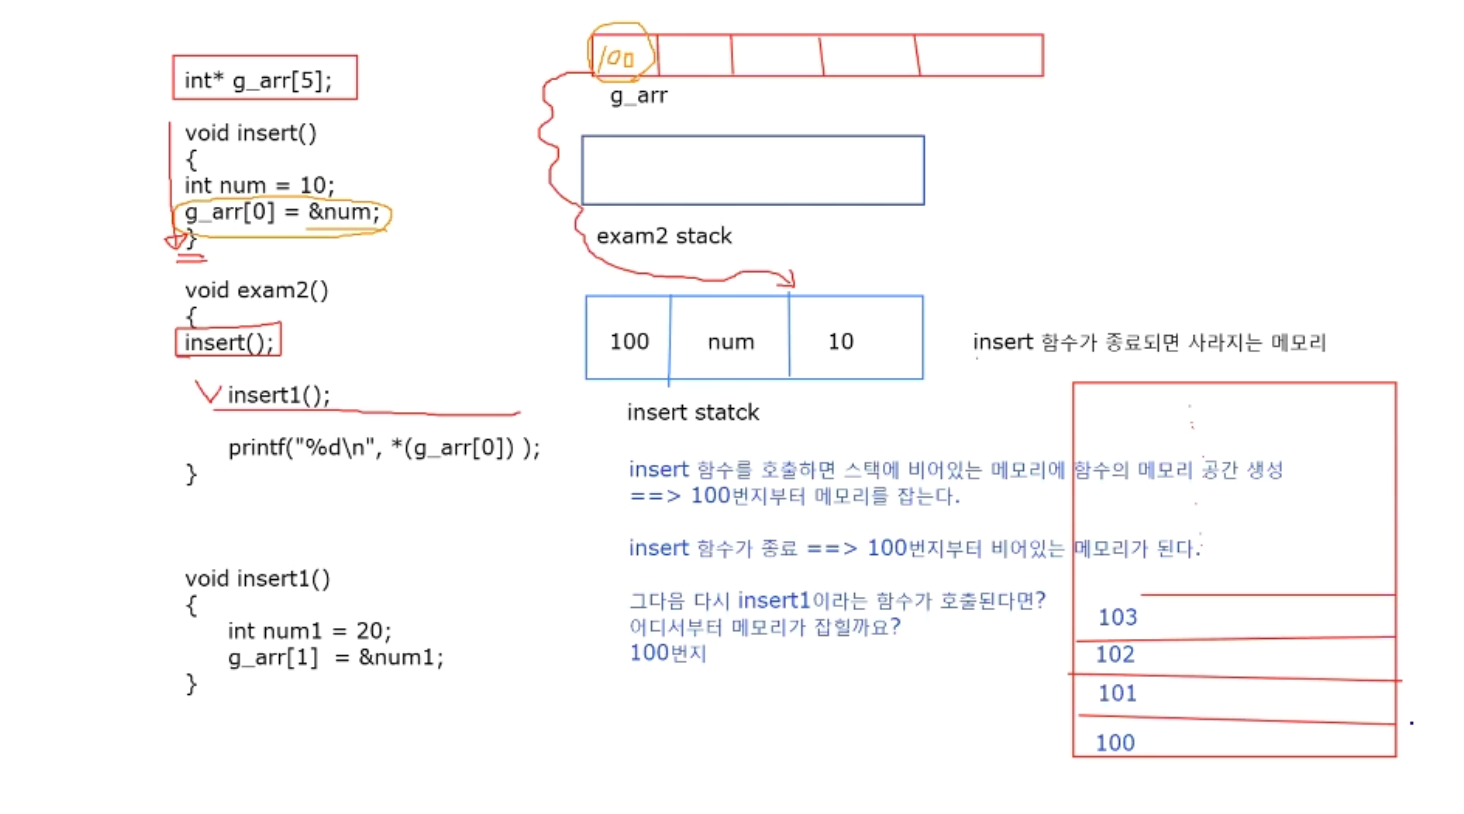 int* g_arr[5];
void insert()
{
int num = 10;
g_arr[0] = &num;
}
void exam2()
{
insert();
insert1();
printf("%d\n", *(g_arr[0]) );
}
void insert1()
{
int num1 = 20;
g_arr[1]  = &num1;
}
100
g_arr
exam2 stack
100 num 10
insert 함수가 종료되면 사라지는 메모리
insert statck
insert 함수를 호출하면 스택에 비어있는 메모리에 함수의 메모리 공간 생성
==> 100번지부터 메모리를 잡는다.
insert 함수가 종료 ==> 100번지부터 비어있는 메모리가 된다.
그다음 다시 insert1이라는 함수가 호출된다면?
어디서부터 메모리가 잡힐까요?
100번지
103
102
101
100